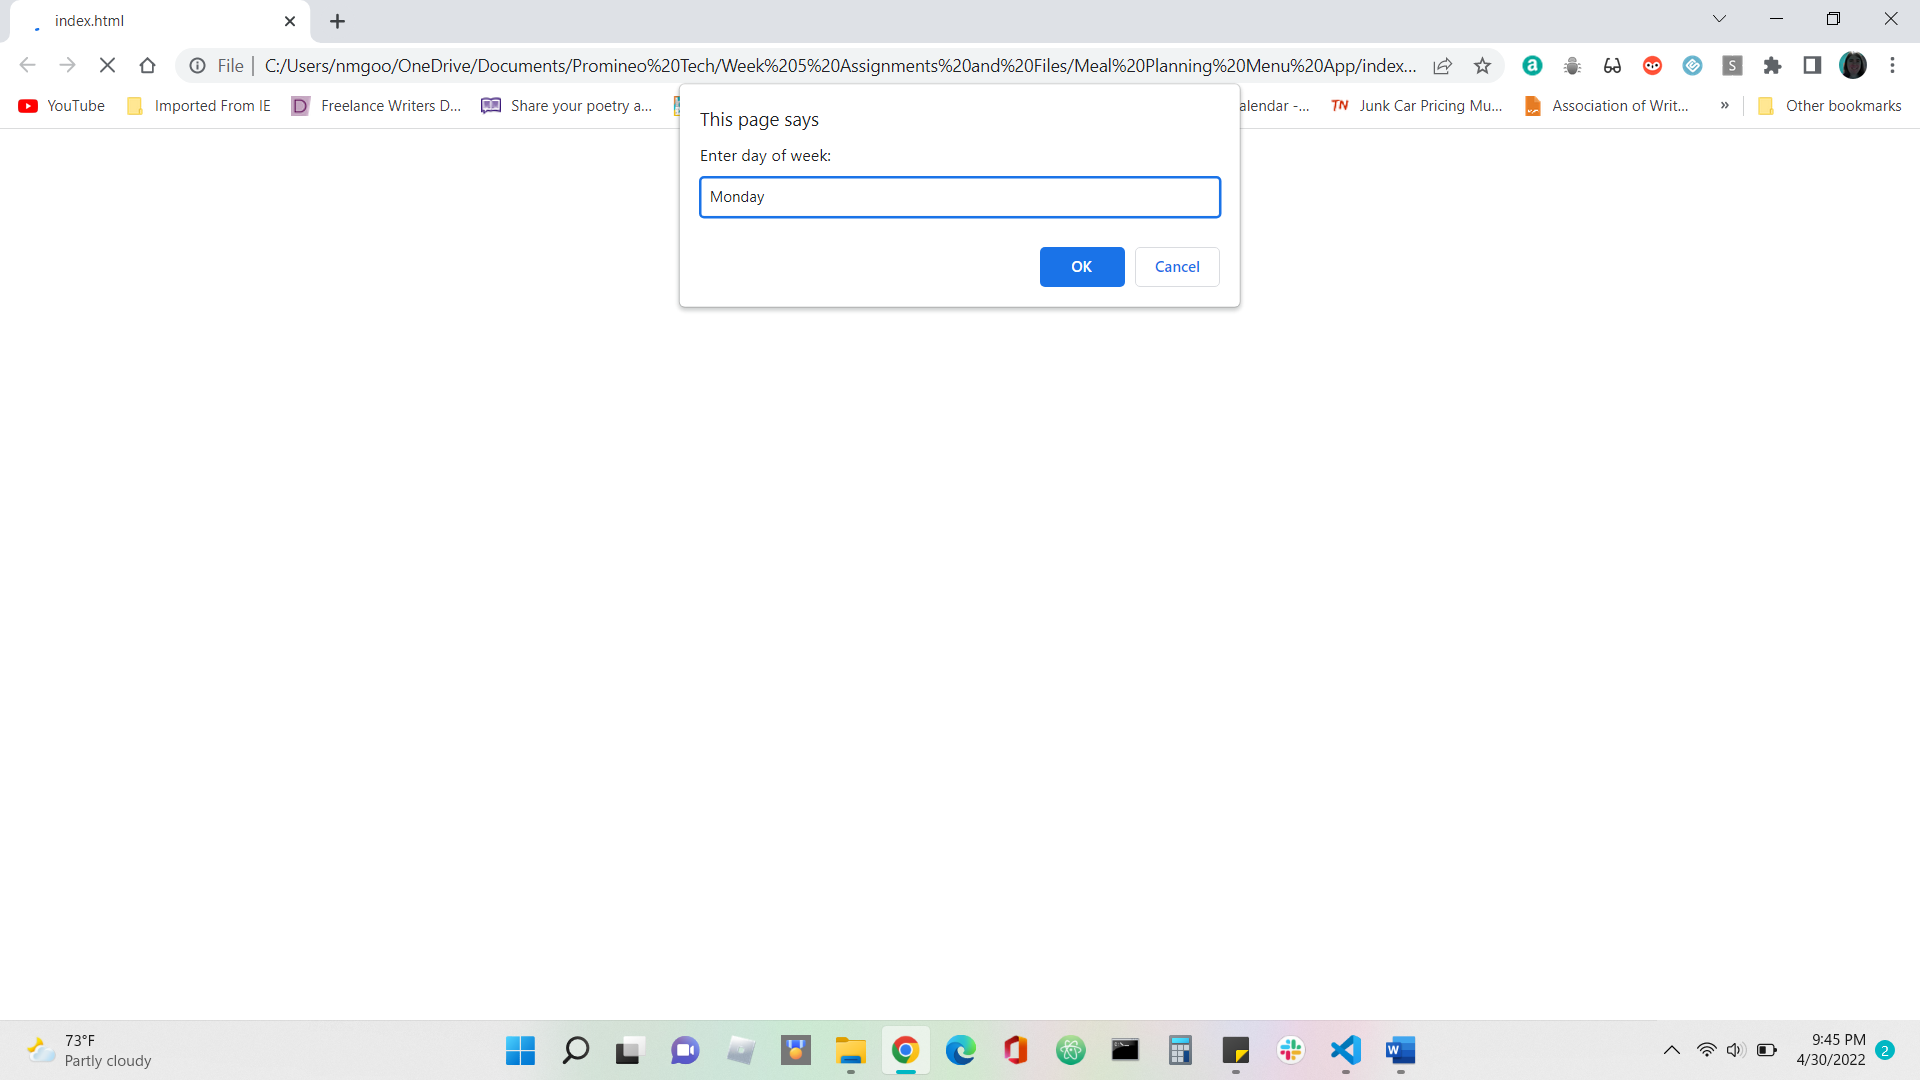 index.html
File
C:/Users/nmgoo/OneDrive/Documents/Promineo%20Tech/Week%205%20Assignments%20and%20Files/Meal%20Planning%20Menu%20App/index...
YouTube
Imported From IE
Freelance Writers D...
Share your poetry a...
alendar -...
TN Junk Car Pricing Mu...
Association of Writ...
»
Other bookmarks
This page says
Enter day of week:
Monday
OK
Cancel
73°F
Partly cloudy
9:45 PM
4/30/2022
2